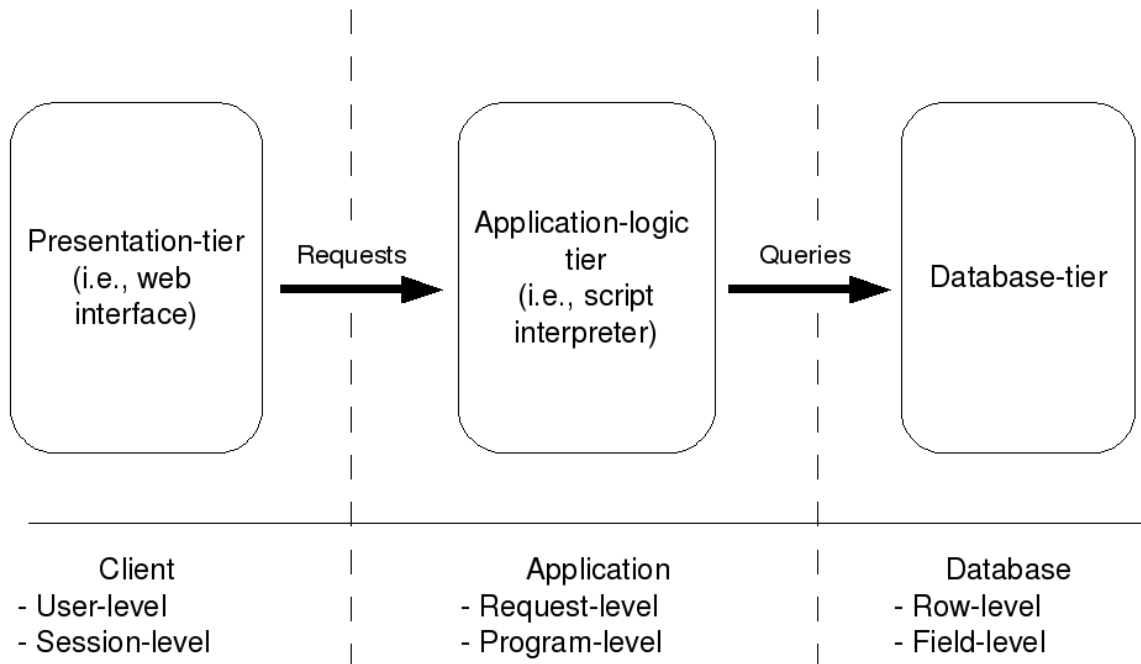 Presentation-tier
(i.e., web
interface)
Requests
Application-logic
tier
(i.e., script
interpreter)
Queries
Database-tier
Client
- User-level
- Session-level
Application
- Request-level
- Program-level
Database
- Row-level
- Field-level